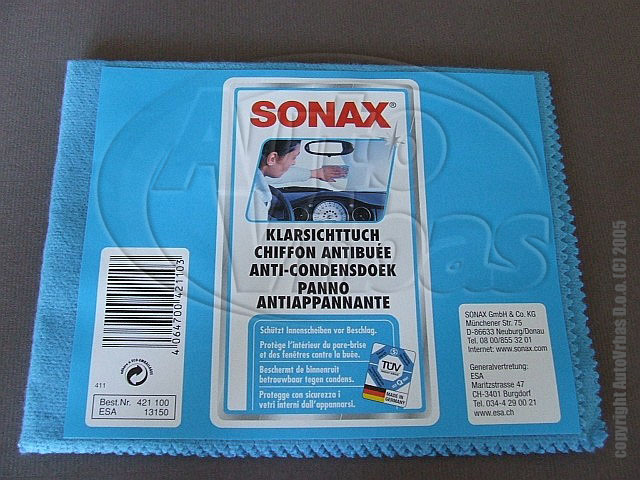 SONAX®
KLARSICHTTUCH
CHIFFON ANTIBUÉE
ANTI-CONDENSDOEK
PANNO
ANTIAPPANNANTE
Schützt Innenscheiben vor Beschlag.
Protège l'intérieur du pare-brise
et des fenêtres contre la buée.
Beschermt de binnenruit
betrouwbaar tegen condens.
Protegge con sicurezza i
vetri interni dall'appannarsi.
TÜV
MADE IN
GERMANY
4 064700 421103
411
Best.Nr. 421 100
ESA 13150
SONAX GmbH & Co. KG
Münchener Str. 75
D-86633 Neuburg/Donau
Tel. 08 00/855 32 01
Internet: www.sonax.com
Generalvertretung:
ESA
Maritzstrasse 47
CH-3401 Burgdorf
Tel. 034-4 29 00 21
www.esa.ch
Auto
Vrbas
copyright AutoVrbas D.o.o. (C) 2005